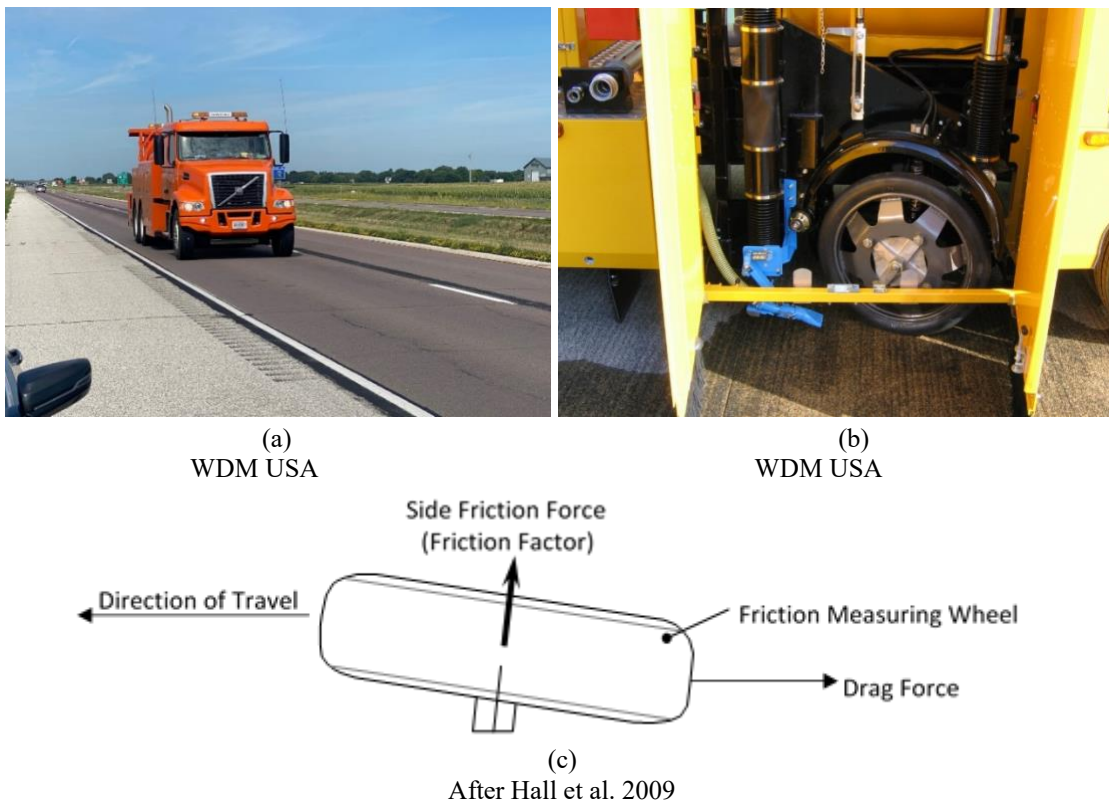 (a)
WDM USA
(b)
WDM USA
Side Friction Force
(Friction Factor)
Direction of Travel
Friction Measuring Wheel
Drag Force
(c)
After Hall et al. 2009